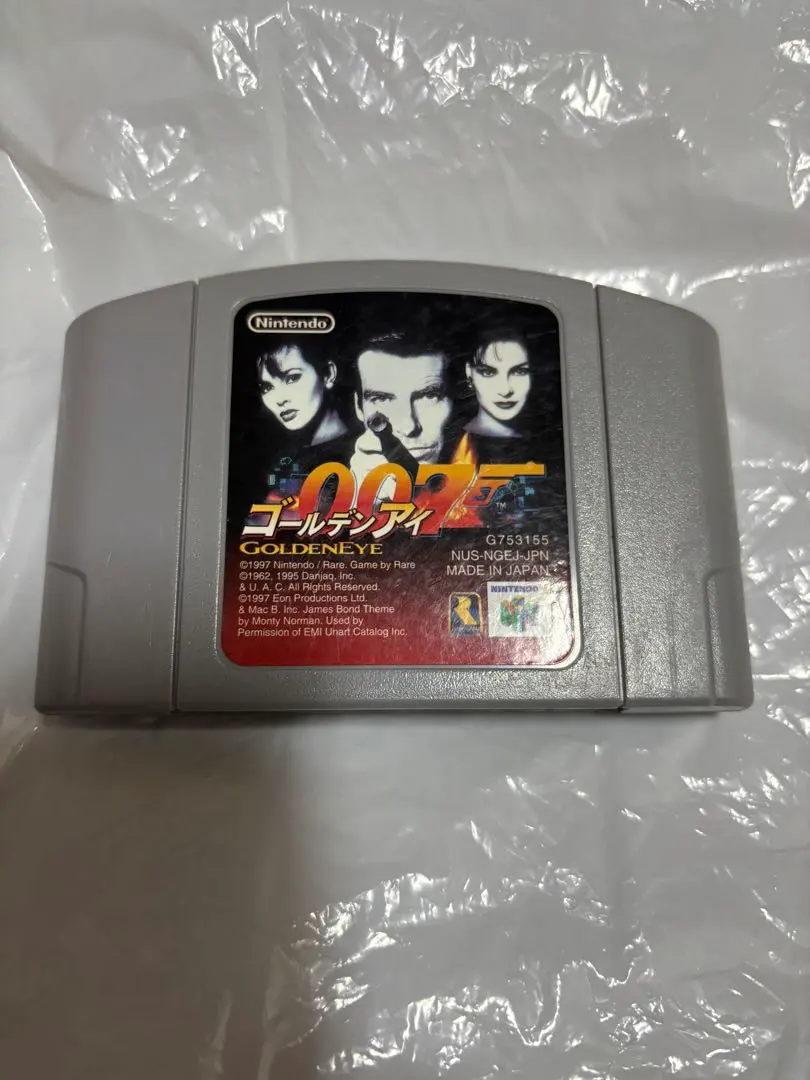 Nintendo
007
TM
ゴールデンアイ
GOLDENEYE
G753155
NUS-NGEJ-JPN
MADE IN JAPAN
©1997 Nintendo / Rare. Game by Rare
©1962, 1995 Danjaq, Inc.
& U. A. C. All Rights Reserved.
©1997 Eon Productions Ltd.
& Mac B. Inc. James Bond Theme
by Monty Norman. Used by
Permission of EMI Unart Catalog Inc.
NINTENDO
64